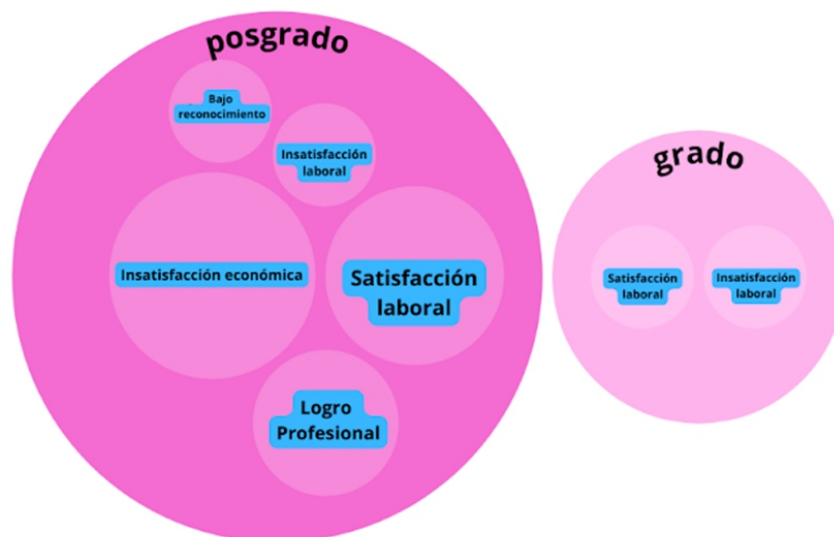 posgrado
Bajo
reconocimiento
Insatisfacción
laboral
Insatisfacción económica
Satisfacción
laboral
Logro
Profesional
grado
Satisfacción
laboral
Insatisfacción
laboral